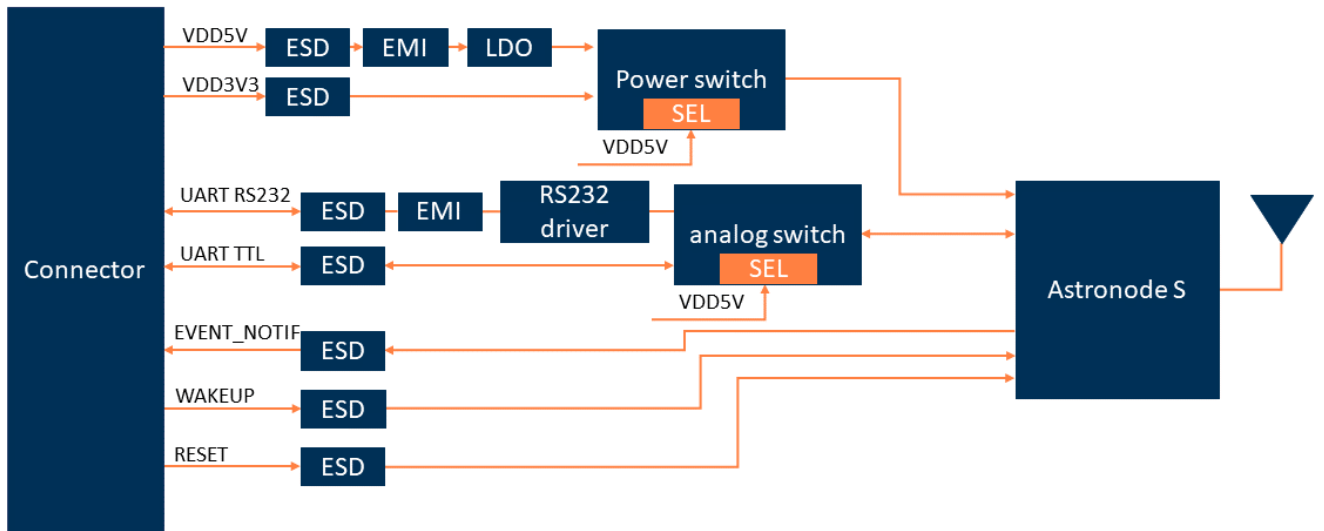 VDD5V
ESD
EMI
LDO
VDD3V3
ESD
Power switch
SEL
VDD5V
UART RS232
ESD
EMI
RS232
driver
analog switch
SEL
VDD5V
UART TTL
ESD
Connector
Astronode S
EVENT_NOTIF
ESD
WAKEUP
ESD
RESET
ESD